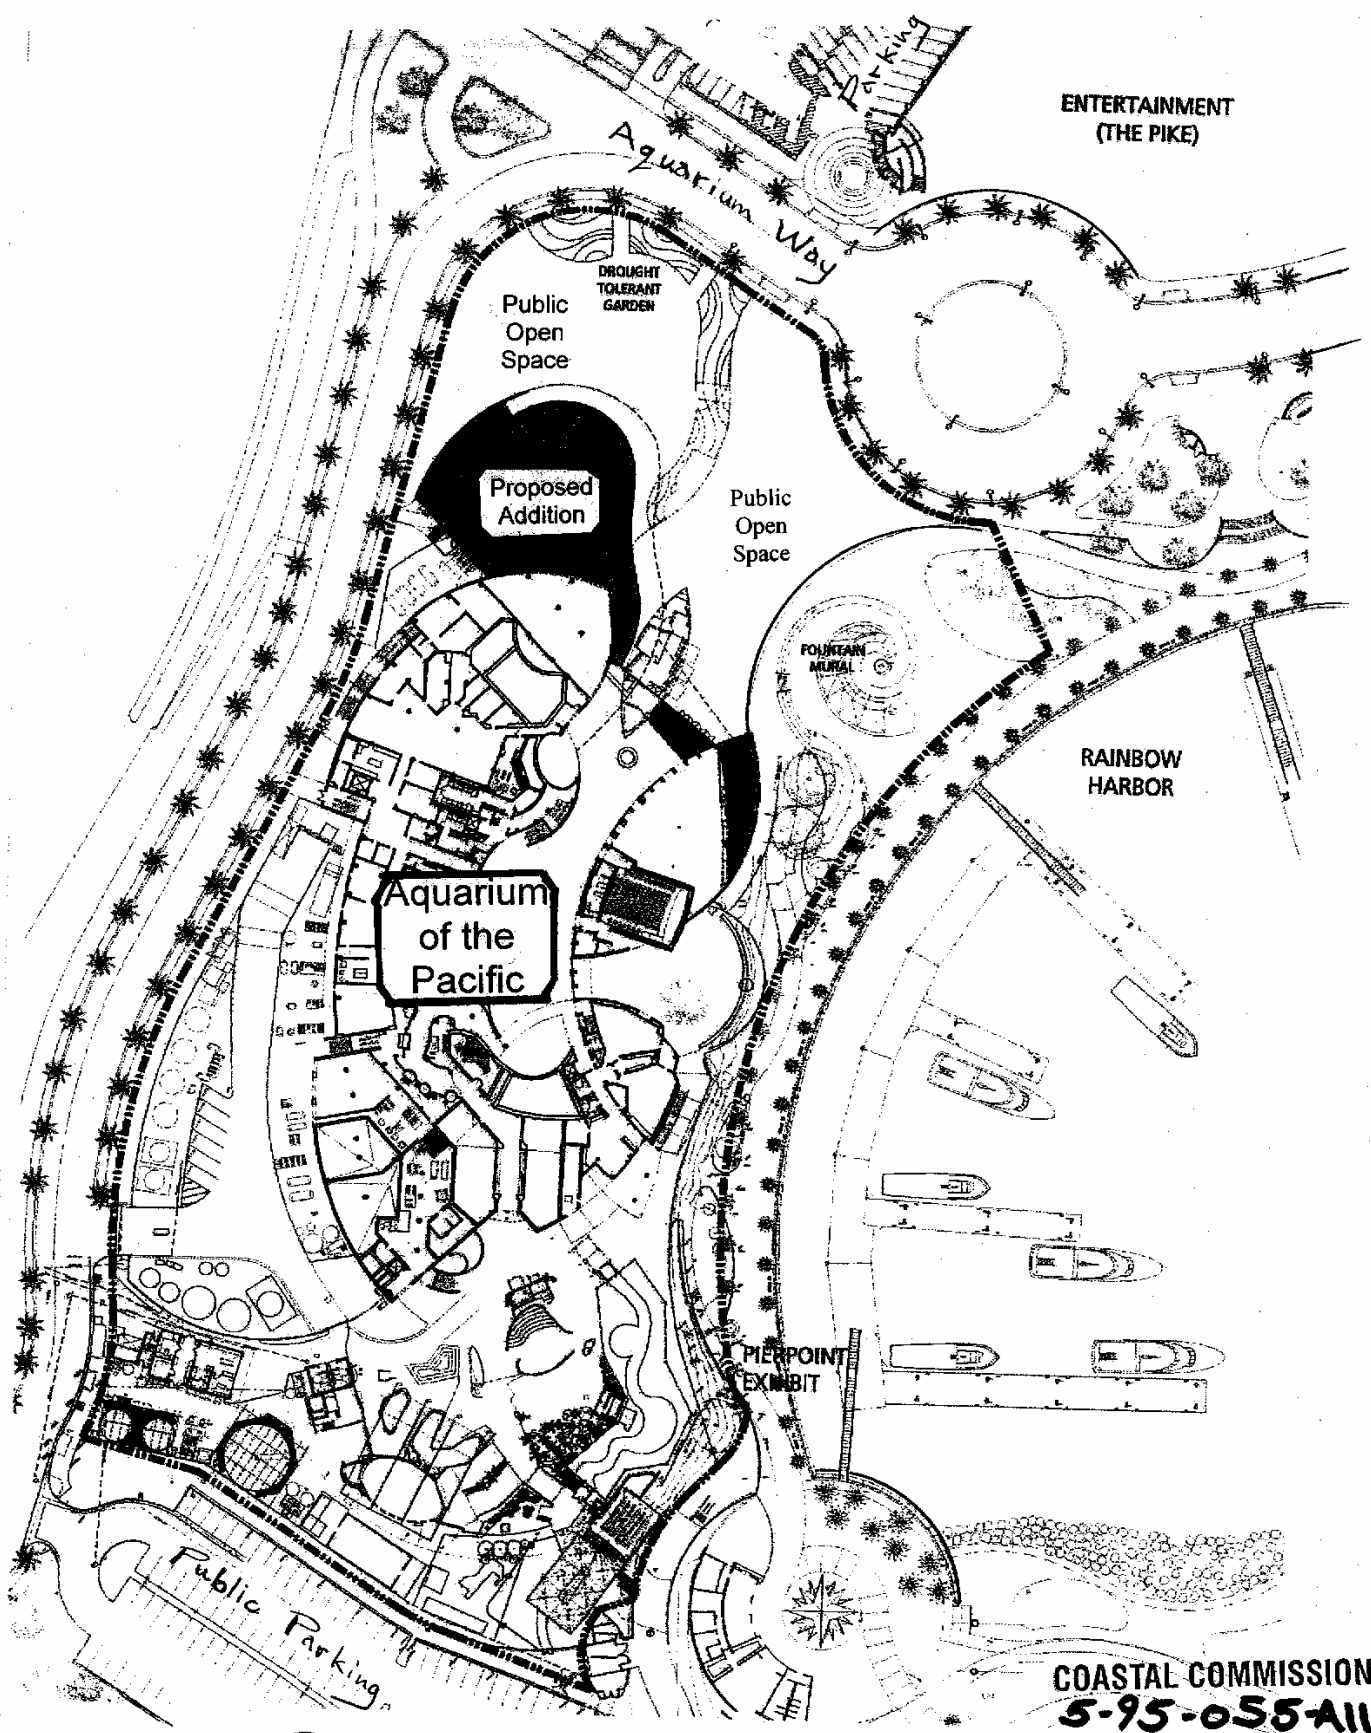 Parking
ENTERTAINMENT
(THE PIKE)
Aquarium Way
DROUGHT
TOLERANT
GARDEN
Public
Open
Space
Proposed
Addition
Public
Open
Space
FOUNTAIN
MURAL
RAINBOW
HARBOR
Aquarium
of the
Pacific
PIERPOINT
EXHIBIT
Public Parking
COASTAL COMMISSION
5-95-055-A11